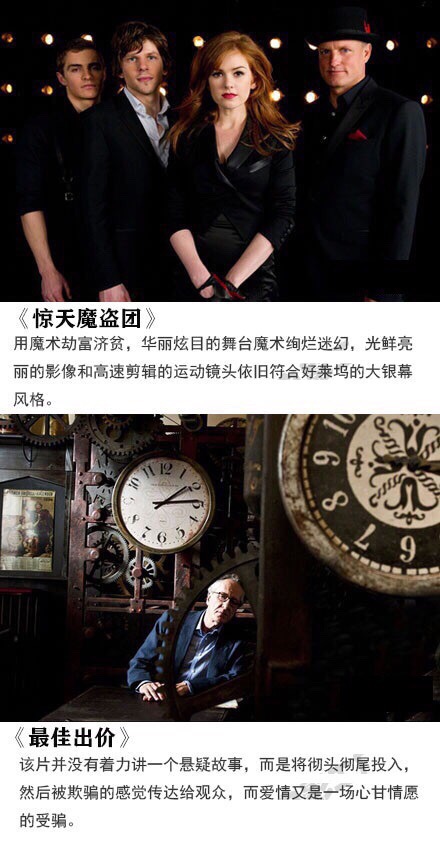 《惊天魔盗团》
用魔术劫富济贫，华丽炫目的舞台魔术绚烂迷幻，光鲜亮
丽的影像和高速剪辑的运动镜头依旧符合好莱坞的大银幕
风格。
《最佳出价》
该片并没有着力讲一个悬疑故事，而是将彻头彻尾投入，
然后被欺骗的感觉传达给观众，而爱情又是一场心甘情愿
的受骗。